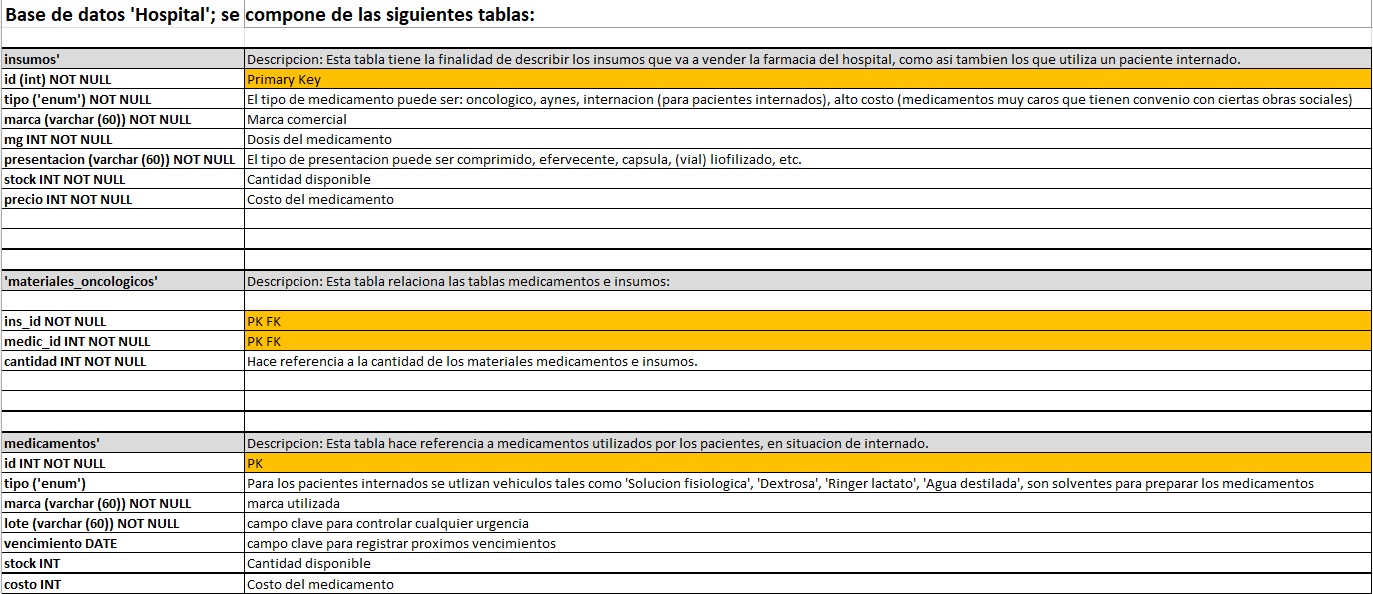 Base de datos 'Hospital'; se compone de las siguientes tablas:
insumos' Descripcion: Esta tabla tiene la finalidad de describir los insumos que va a vender la farmacia del hospital, como asi tambien los que utiliza un paciente internado.
id (int) NOT NULL Primary Key
tipo ('enum') NOT NULL El tipo de medicamento puede ser: oncologico, aynes, internacion (para pacientes internados), alto costo (medicamentos muy caros que tienen convenio con ciertas obras sociales)
marca (varchar (60)) NOT NULL Marca comercial
mg INT NOT NULL Dosis del medicamento
presentacion (varchar (60)) NOT NULL El tipo de presentacion puede ser comprimido, efervecente, capsula, (vial) liofilizado, etc.
stock INT NOT NULL Cantidad disponible
precio INT NOT NULL Costo del medicamento
'materiales_oncologicos' Descripcion: Esta tabla relaciona las tablas medicamentos e insumos:
ins_id NOT NULL PK FK
medic_id INT NOT NULL PK FK
cantidad INT NOT NULL Hace referencia a la cantidad de los materiales medicamentos e insumos.
medicamentos' Descripcion: Esta tabla hace referencia a medicamentos utilizados por los pacientes, en situacion de internado.
id INT NOT NULL PK
tipo ('enum') Para los pacientes internados se utlizan vehiculos tales como 'Solucion fisiologica', 'Dextrosa', 'Ringer lactato', 'Agua destilada', son solventes para preparar los medicamentos
marca (varchar (60)) NOT NULL marca utilizada
lote (varchar (60)) NOT NULL campo clave para controlar cualquier urgencia
vencimiento DATE campo clave para registrar proximos vencimientos
stock INT Cantidad disponible
costo INT Costo del medicamento